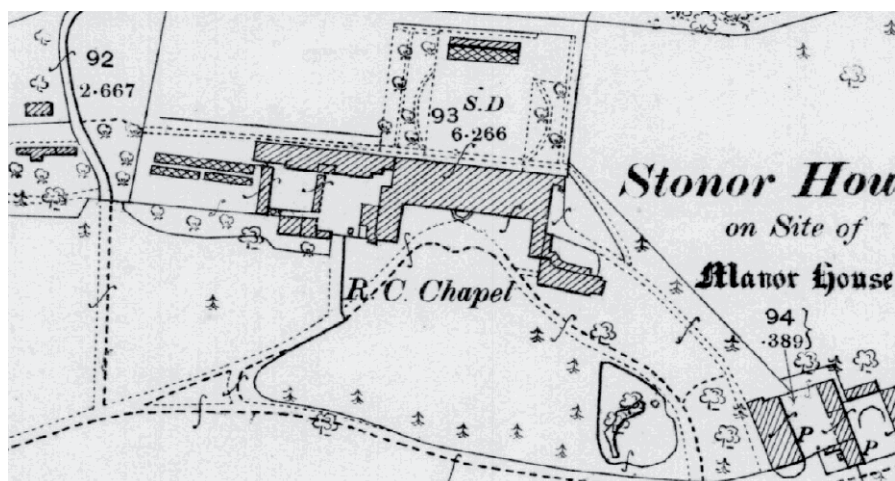 92
2·667
93
S.D
6·266
Stonor Hou
on Site of
Manor House
R. C. Chapel
94
·389
P
P